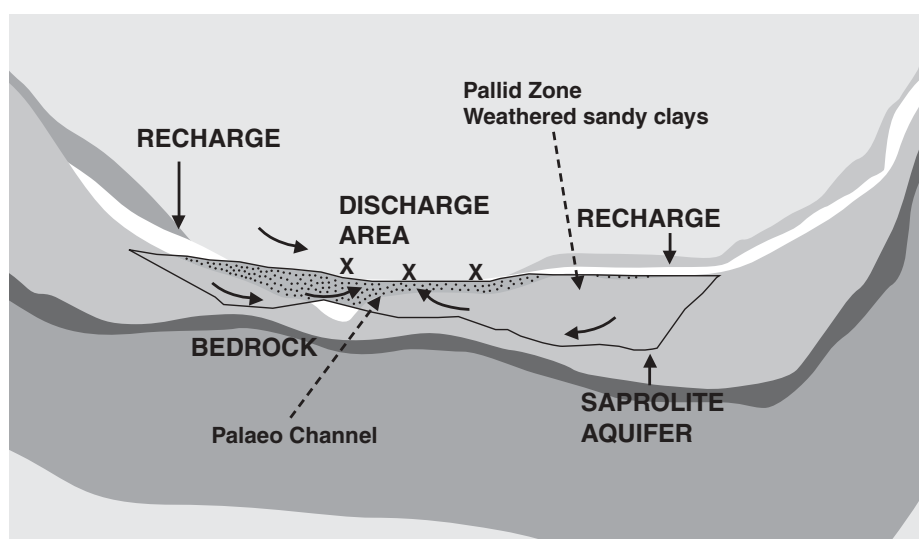 Pallid Zone
Weathered sandy clays
RECHARGE
DISCHARGE
AREA
RECHARGE
X X X
BEDROCK
SAPROLITE
AQUIFER
Palaeo Channel